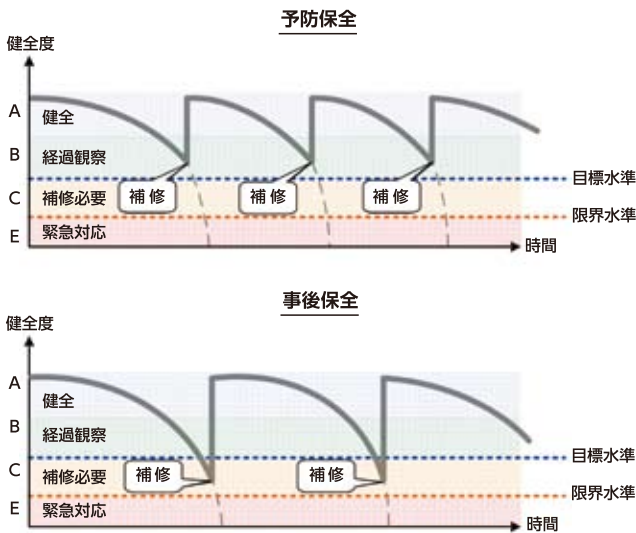 予防保全
健全度
A 健全
B 経過観察
目標水準
C 補修必要
補修 補修 補修
限界水準
E 緊急対応
時間
事後保全
健全度
A 健全
B 経過観察
目標水準
C 補修必要
補修 補修
限界水準
E 緊急対応
時間